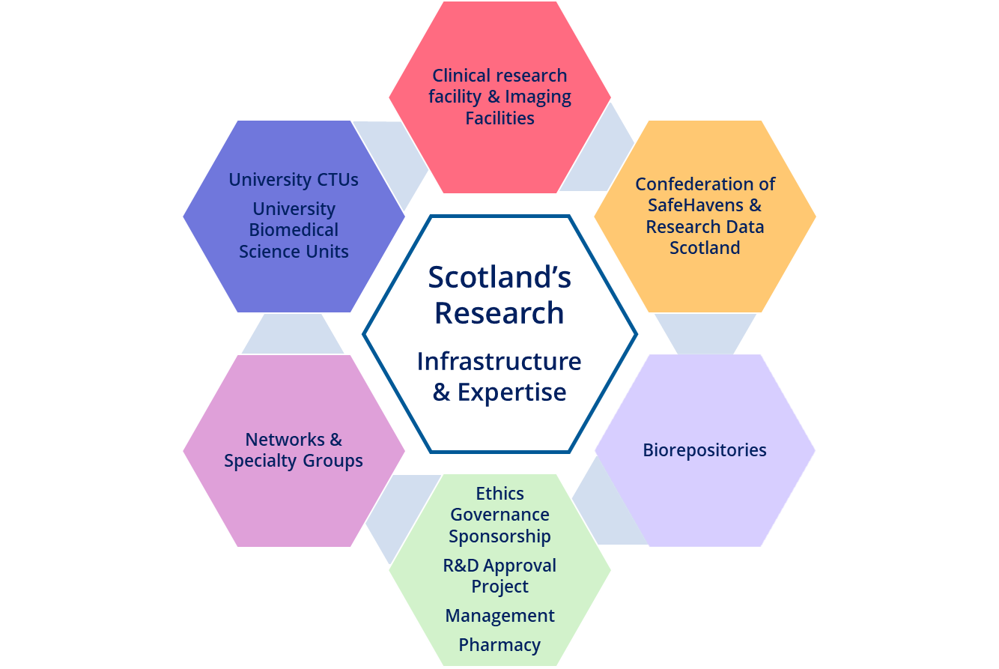 Clinical research
facility & Imaging
Facilities
University CTUs
University
Biomedical
Science Units
Confederation of
SafeHavens &
Research Data
Scotland
Scotland’s
Research
Infrastructure
& Expertise
Networks &
Specialty Groups
Biorepositories
Ethics
Governance
Sponsorship
R&D Approval
Project
Management
Pharmacy